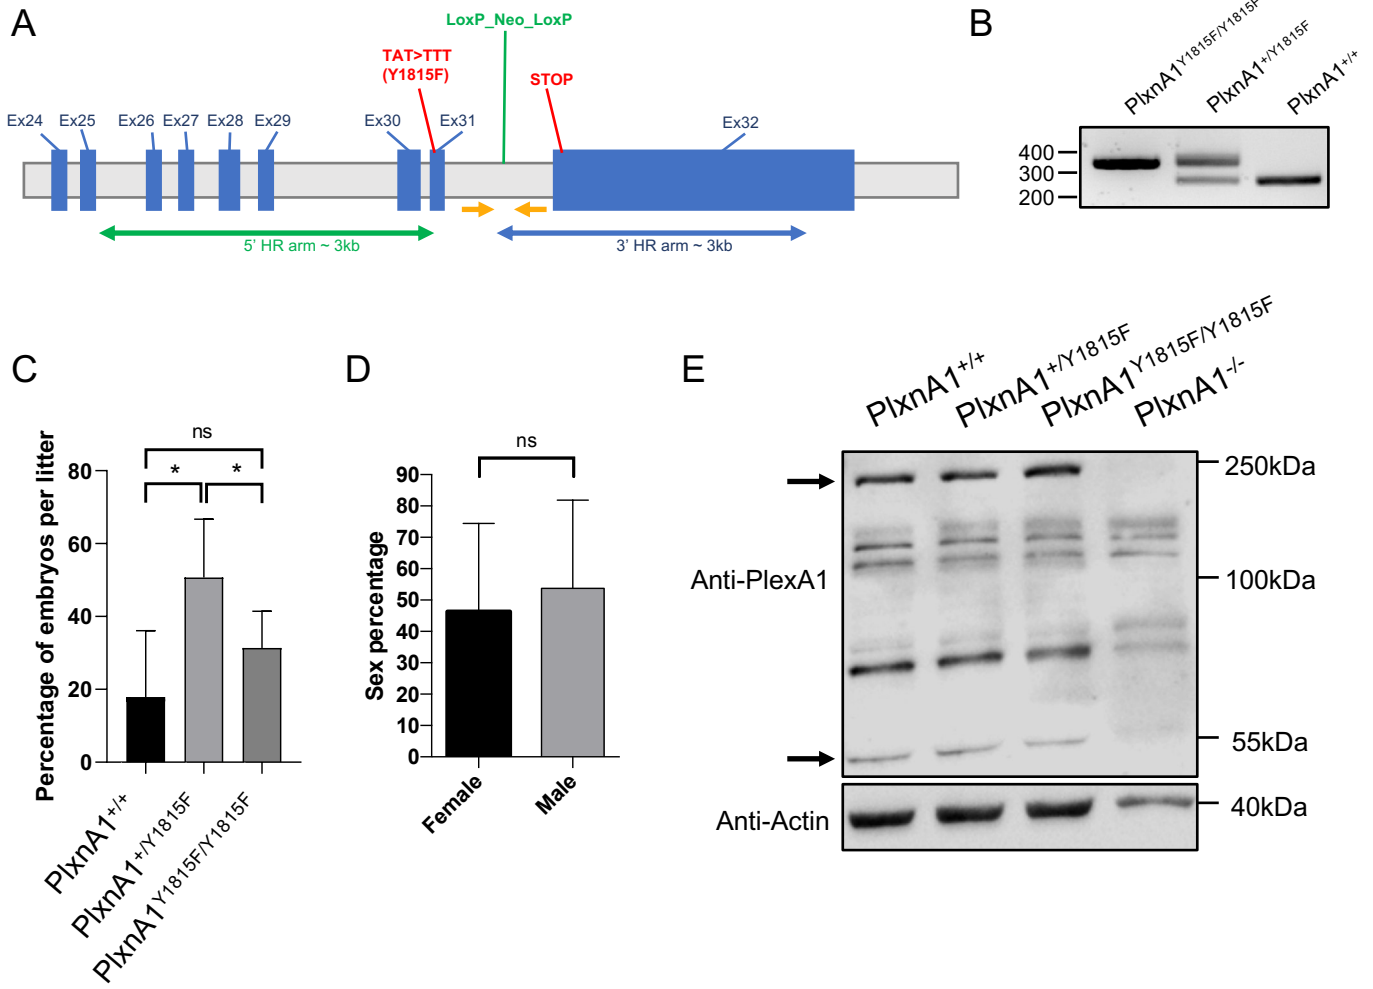 A
LoxP_Neo_LoxP
TAT>TTT
(Y1815F)
STOP
Ex24 Ex25 Ex26 Ex27 Ex28 Ex29 Ex30 Ex31 Ex32
5’ HR arm ~ 3kb
3’ HR arm ~ 3kb
B
PlxnA1Y1815F/Y1815F
PlxnA1+/Y1815F
PlxnA1+/+
400
300
200
C
Percentage of embryos per litter
ns
* *
80
60
40
20
0
PlxnA1+/+
PlxnA1+/Y1815F
PlxnA1Y1815F/Y1815F
D
Sex percentage
ns
90
80
70
60
50
40
30
20
10
0
Female
Male
E
PlxnA1+/+
PlxnA1+/Y1815F
PlxnA1Y1815F/Y1815F
PlxnA1-/-
250kDa
Anti-PlexA1
100kDa
55kDa
Anti-Actin
40kDa